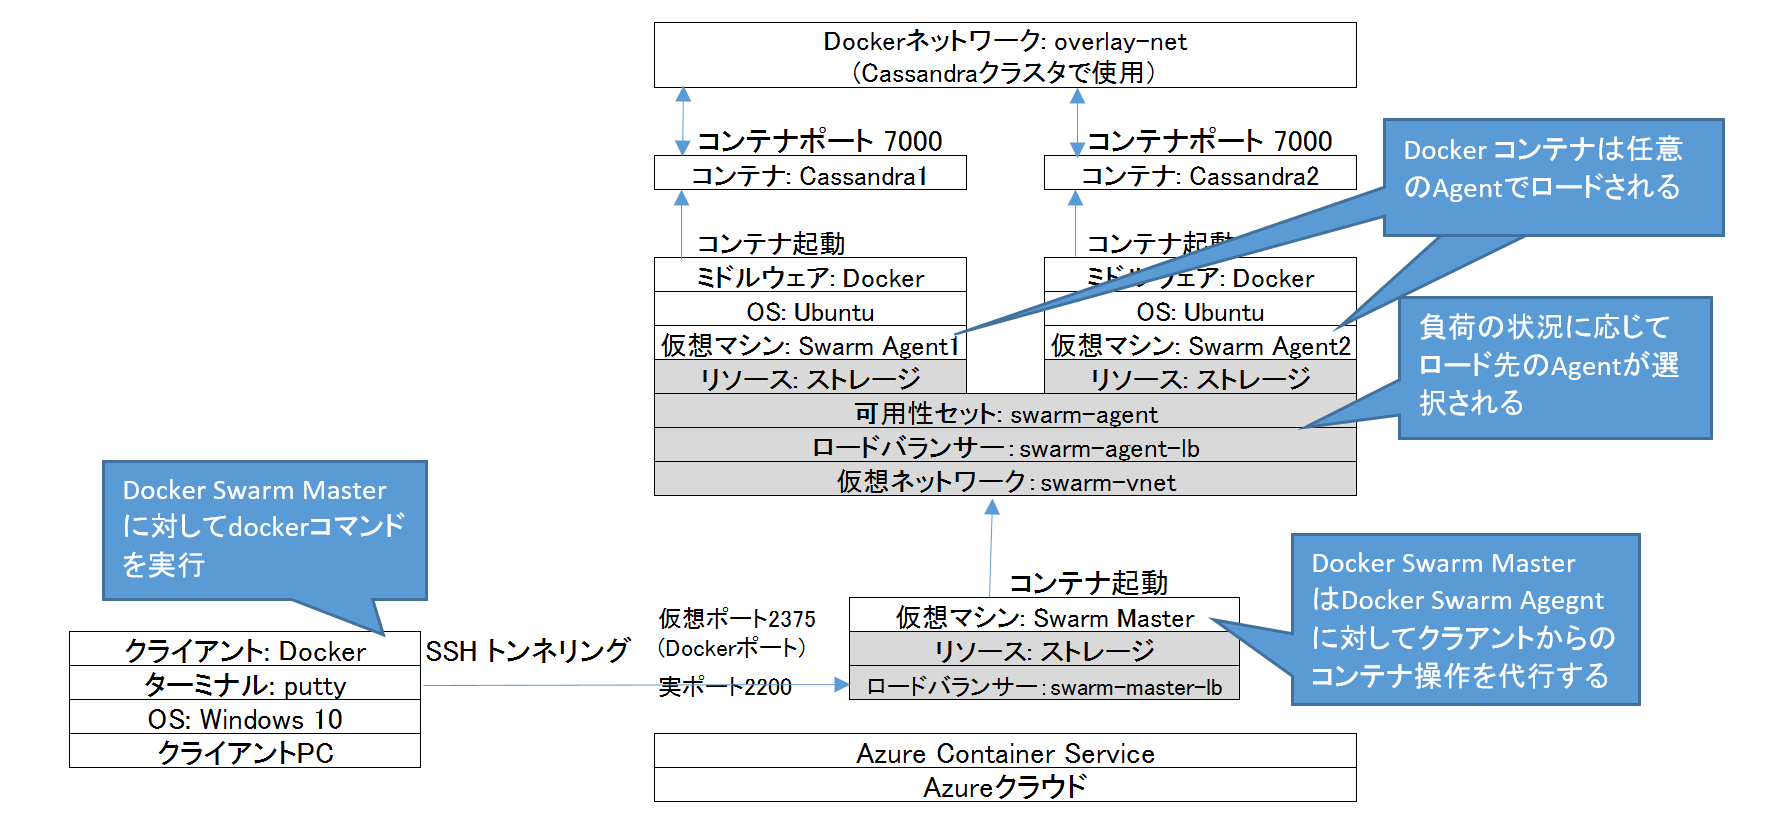 Dockerネットワーク: overlay-net
（Cassandraクラスタで使用）
コンテナポート 7000
コンテナ: Cassandra1
コンテナ起動
ミドルウェア: Docker
OS: Ubuntu
仮想マシン: Swarm Agent1
リソース: ストレージ
コンテナポート 7000
コンテナ: Cassandra2
コンテナ起動
ミドルウェア: Docker
OS: Ubuntu
仮想マシン: Swarm Agent2
リソース: ストレージ
Docker コンテナは任意
のAgentでロードされる
負荷の状況に応じて
ロード先のAgentが選
択される
可用性セット: swarm-agent
ロードバランサー：swarm-agent-lb
仮想ネットワーク：swarm-vnet
Docker Swarm Master
に対してdockerコマンド
を実行
クライアント: Docker
ターミナル: putty
OS: Windows 10
クライアントPC
SSH トンネリング
仮想ポート2375
(Dockerポート)
実ポート2200
コンテナ起動
仮想マシン: Swarm Master
リソース: ストレージ
ロードバランサー：swarm-master-lb
Docker Swarm Master
はDocker Swarm Agegnt
に対してクラアントからの
コンテナ操作を代行する
Azure Container Service
Azureクラウド